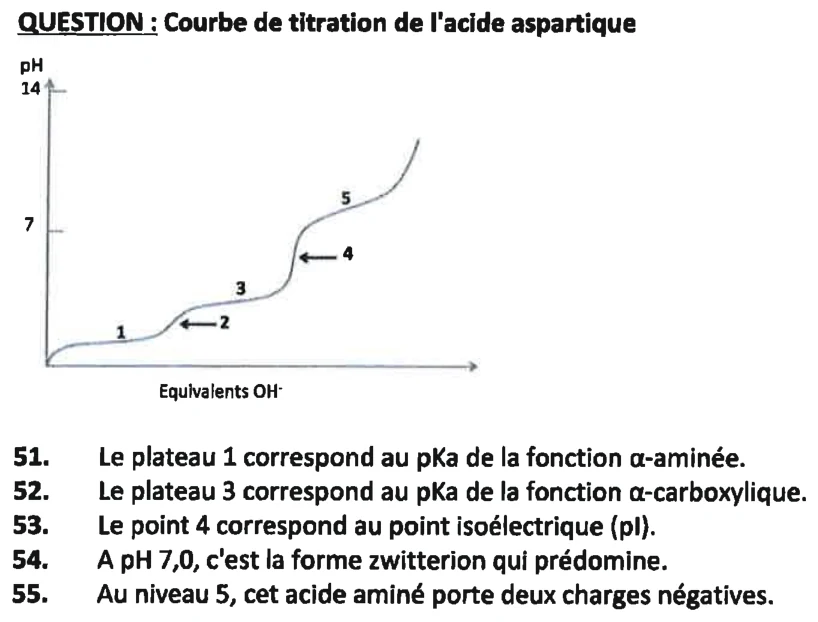 QUESTION : Courbe de titration de l'acide aspartique
pH
14
7
5
4
3
2
1
Equivalents OH-
51. Le plateau 1 correspond au pKa de la fonction α-aminée.
52. Le plateau 3 correspond au pKa de la fonction α-carboxylique.
53. Le point 4 correspond au point isoélectrique (pI).
54. A pH 7,0, c'est la forme zwitterion qui prédomine.
55. Au niveau 5, cet acide aminé porte deux charges négatives.